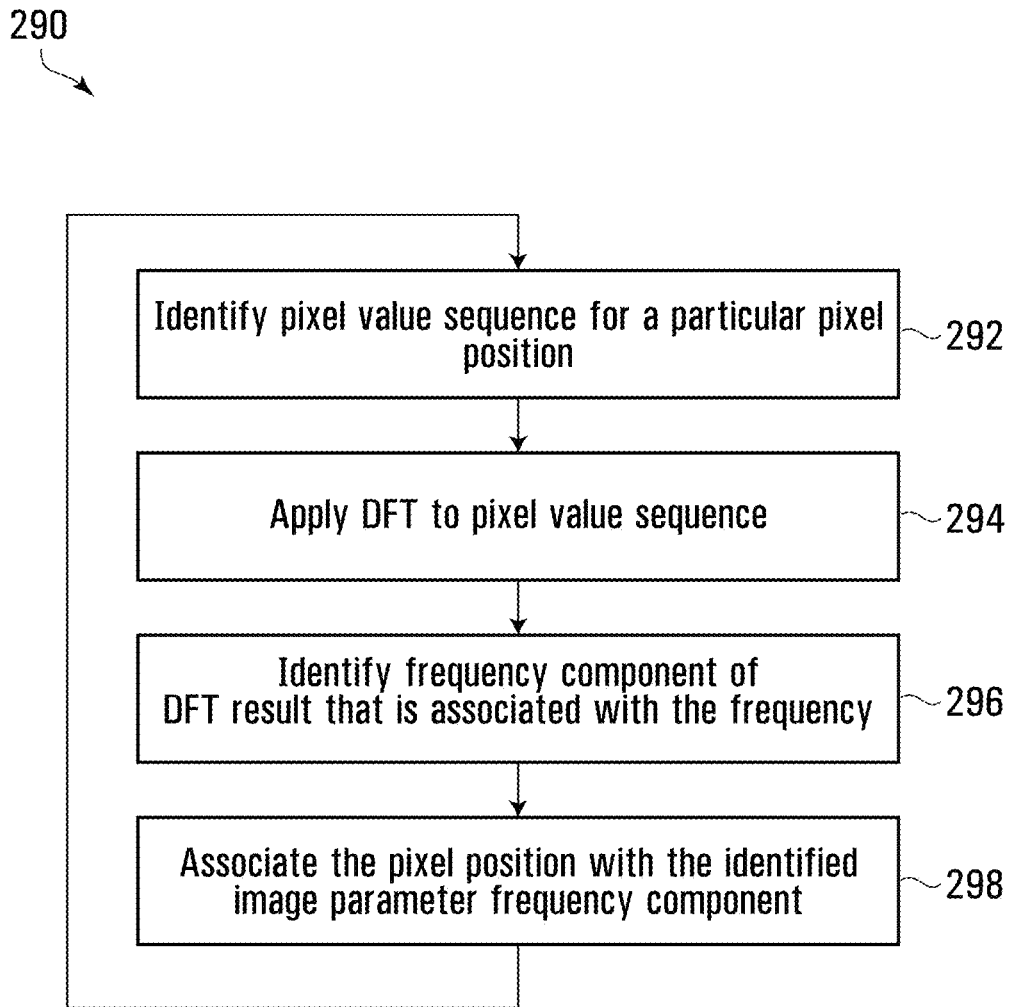 290
Identify pixel value sequence for a particular pixel
position
292
Apply DFT to pixel value sequence
294
Identify frequency component of
DFT result that is associated with the frequency
296
Associate the pixel position with the identified
image parameter frequency component
298